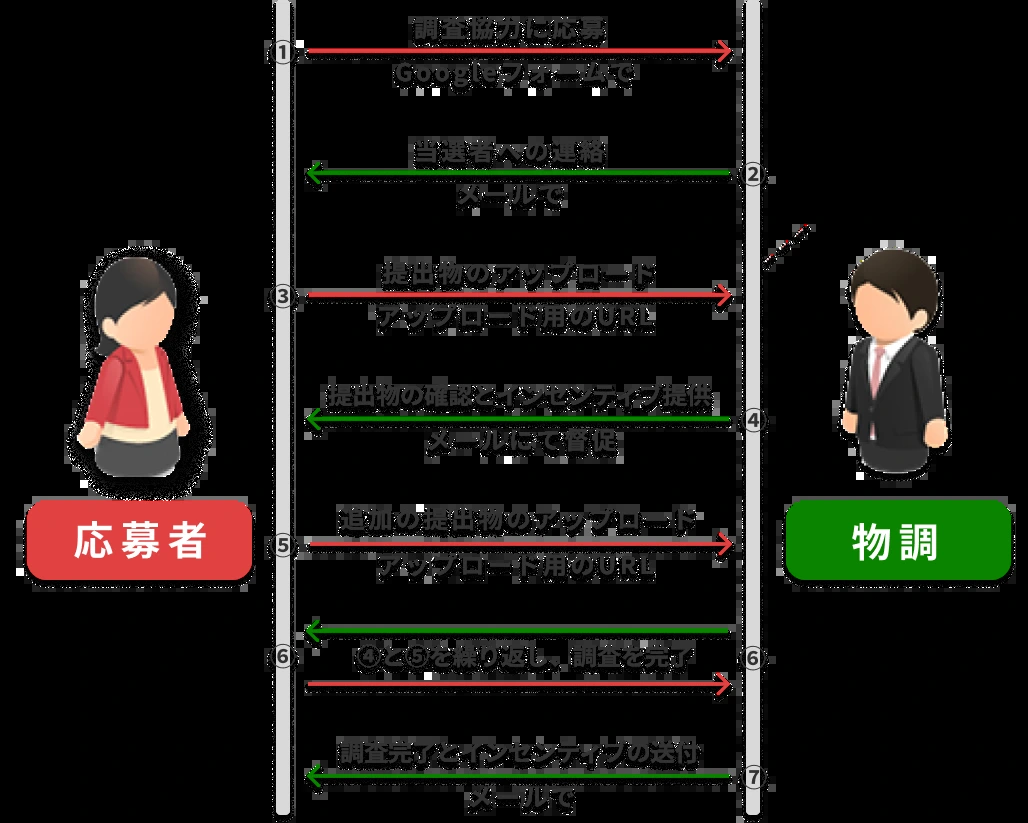 調査協力に応募
①
Googleフォームで
当選者への連絡
②
メールで
提出物のアップロード
③
アップロード用のURL
提出物の確認とインセンティブ提供
④
メールにて督促
応募者
物調
追加の提出物のアップロード
⑤
アップロード用のURL
⑥
④と⑤を繰り返し、調査を完了
⑥
調査完了とインセンティブの送付
⑦
メールで